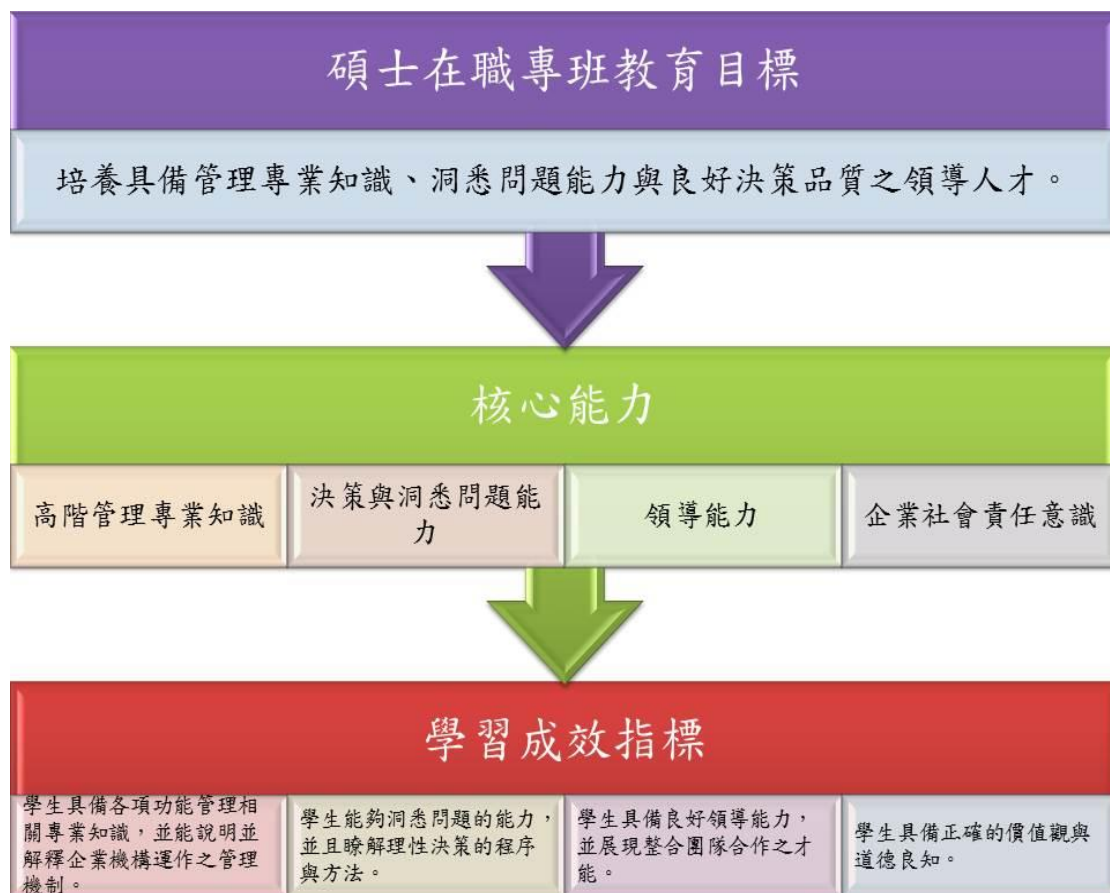 碩士在職專班教育目標
培養具備管理專業知識、洞悉問題能力與良好決策品質之領導人才。
核心能力
高階管理專業知識
決策與洞悉問題能
力
領導能力
企業社會責任意識
學習成效指標
學生具備各項功能管理相
關專業知識，並能說明並
解釋企業機構運作之管理
機制。
學生能夠洞悉問題的能力，
並且瞭解理性決策的程序
與方法。
學生具備良好領導能力，
並展現整合團隊合作之才
能。
學生具備正確的價值觀與
道德良知。